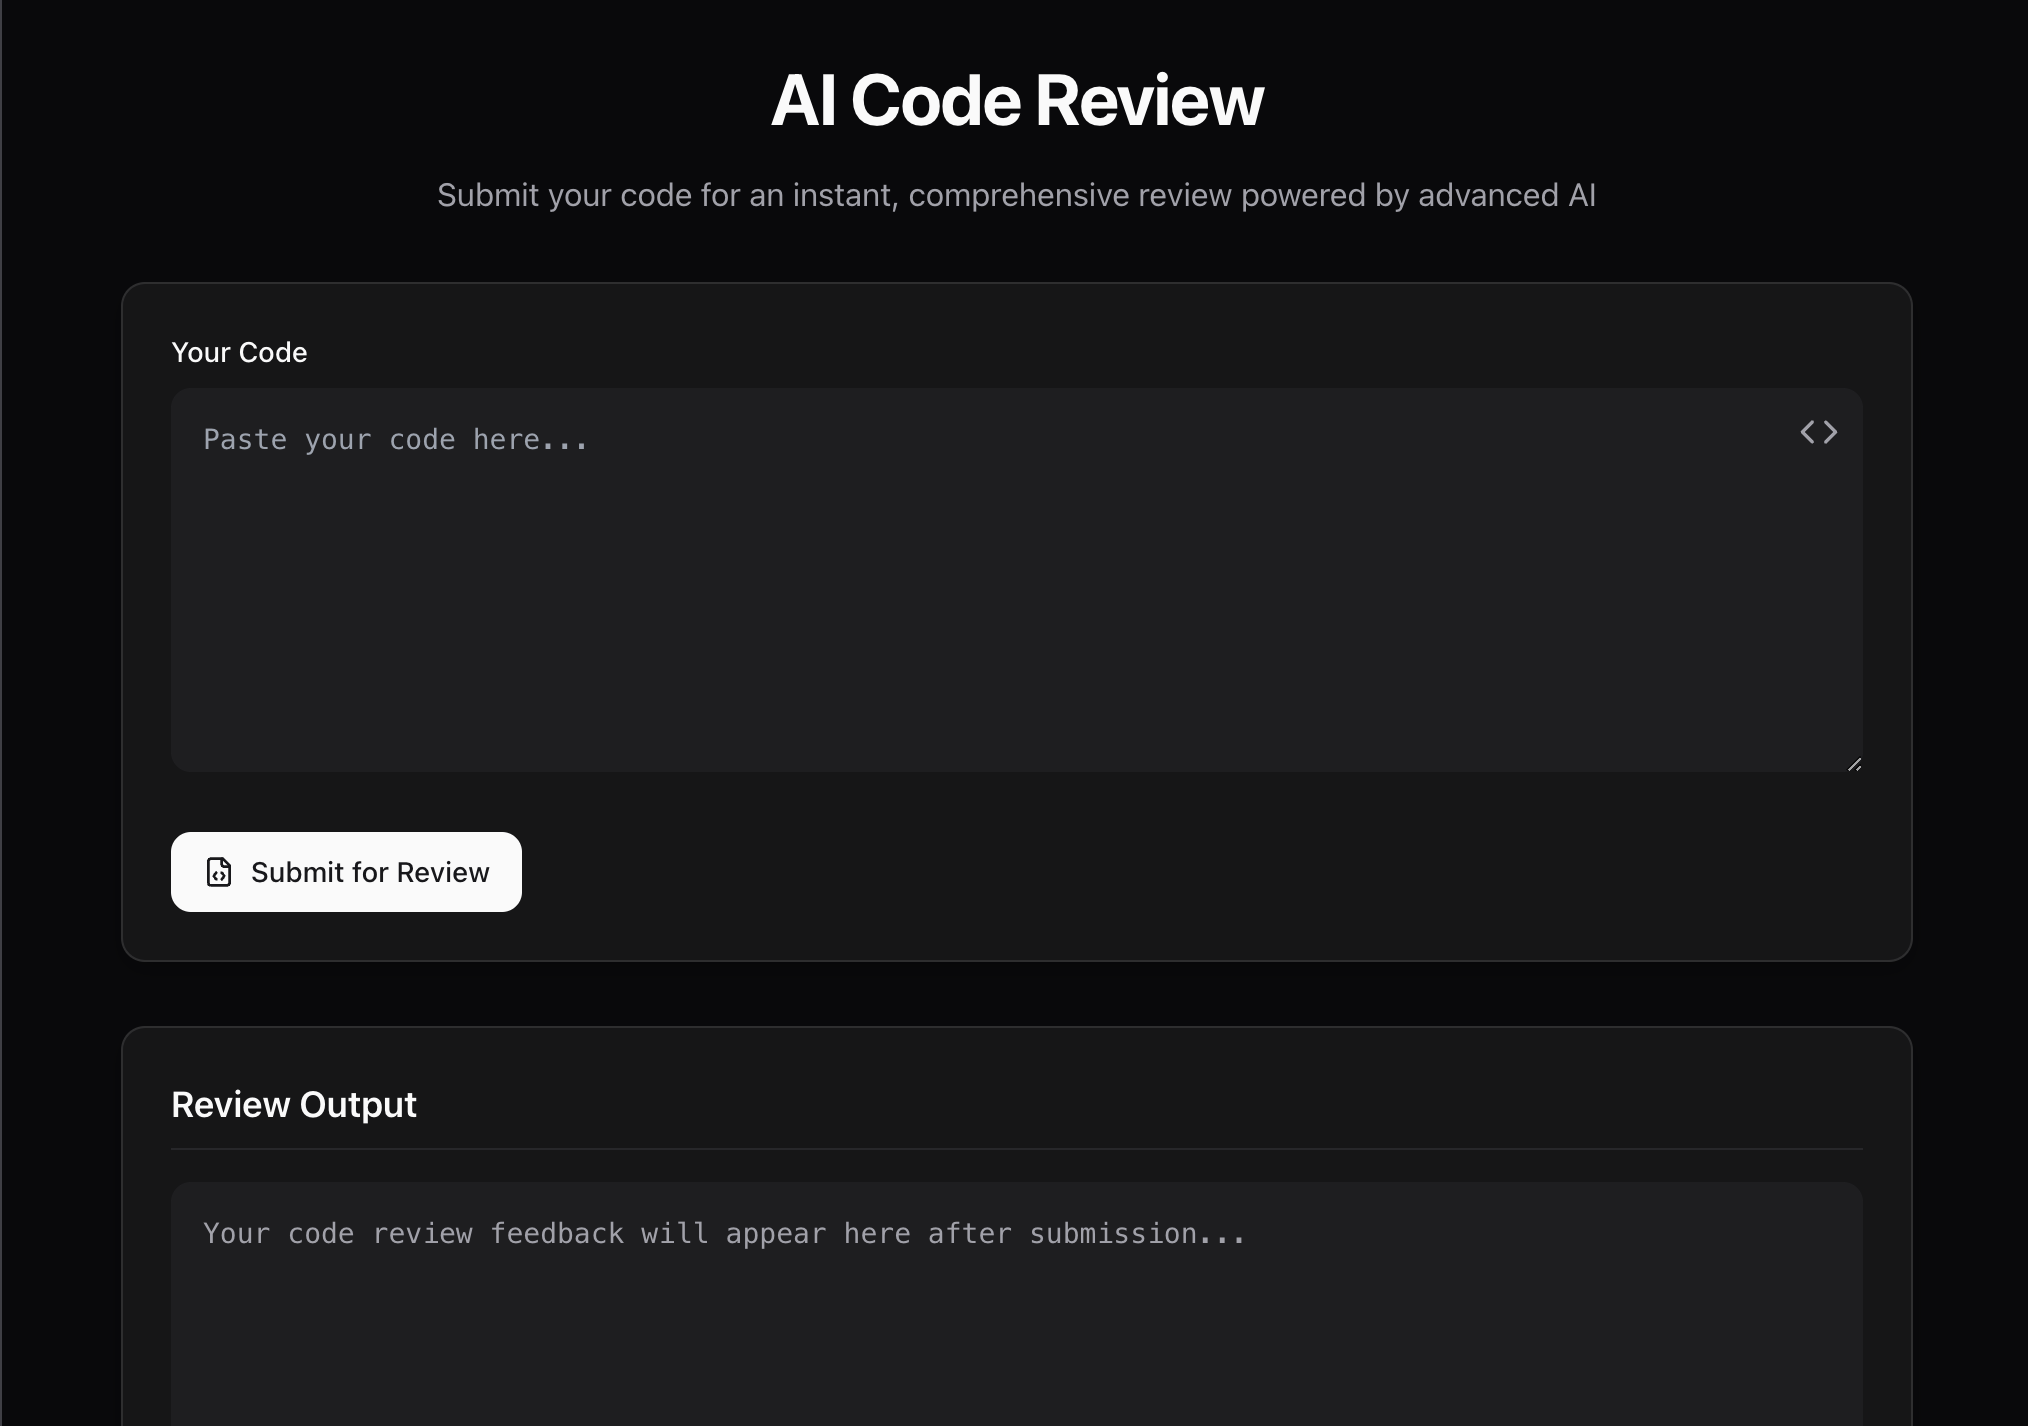 AI Code Review
Submit your code for an instant, comprehensive review powered by advanced AI
Your Code
Paste your code here...
Submit for Review
Review Output
Your code review feedback will appear here after submission...